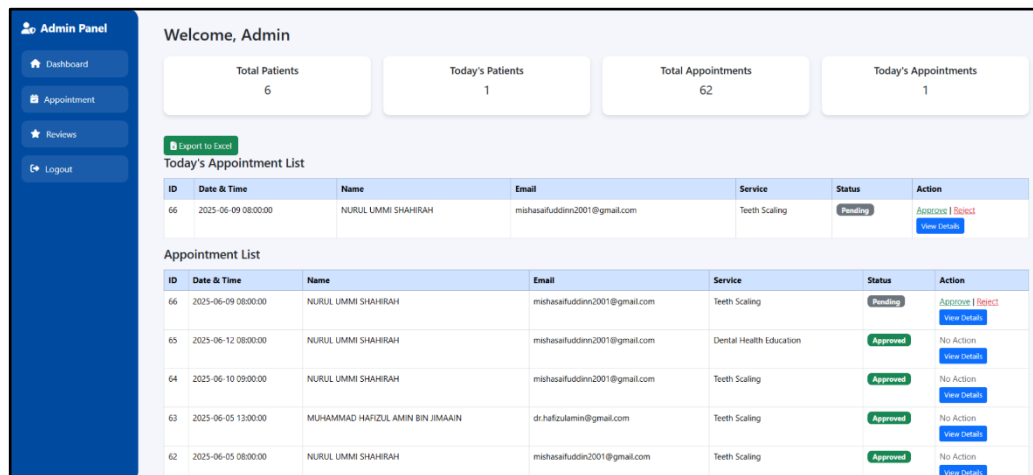 Admin Panel
Dashboard
Appointment
Reviews
Logout
Welcome, Admin
Total Patients
6
Today's Patients
1
Total Appointments
62
Today's Appointments
1
Export to Excel
Today's Appointment List
ID Date & Time Name Email Service Status Action
66 2025-06-09 08:00:00 NURUL UMMI SHAHIRAH mishasaifuddinn2001@gmail.com Teeth Scaling Pending Approve | Reject
View Details
Appointment List
ID Date & Time Name Email Service Status Action
66 2025-06-09 08:00:00 NURUL UMMI SHAHIRAH mishasaifuddinn2001@gmail.com Teeth Scaling Pending Approve | Reject
View Details
65 2025-06-12 08:00:00 NURUL UMMI SHAHIRAH mishasaifuddinn2001@gmail.com Dental Health Education Approved No Action
View Details
64 2025-06-10 09:00:00 NURUL UMMI SHAHIRAH mishasaifuddinn2001@gmail.com Teeth Scaling Approved No Action
View Details
63 2025-06-05 13:00:00 MUHAMMAD HAFIZUL AMIN BIN JIMAAIN dr.hafizulamin@gmail.com Teeth Scaling Approved No Action
View Details
62 2025-06-05 08:00:00 NURUL UMMI SHAHIRAH mishasaifuddin2001@gmail.com Teeth Scaling Approved No Action
View Details